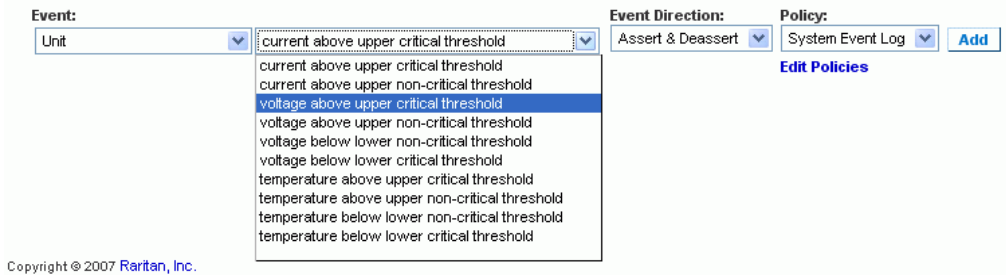 Event: Event Direction: Policy:
Unit current above upper critical threshold Assert & Deassert System Event Log Add
current above upper critical threshold Edit Policies
current above upper non-critical threshold
voltage above upper critical threshold
voltage above upper non-critical threshold
voltage below lower non-critical threshold
voltage below lower critical threshold
temperature above upper critical threshold
temperature above upper non-critical threshold
temperature below lower non-critical threshold
temperature below lower critical threshold
Copyright © 2007 Raritan, Inc.